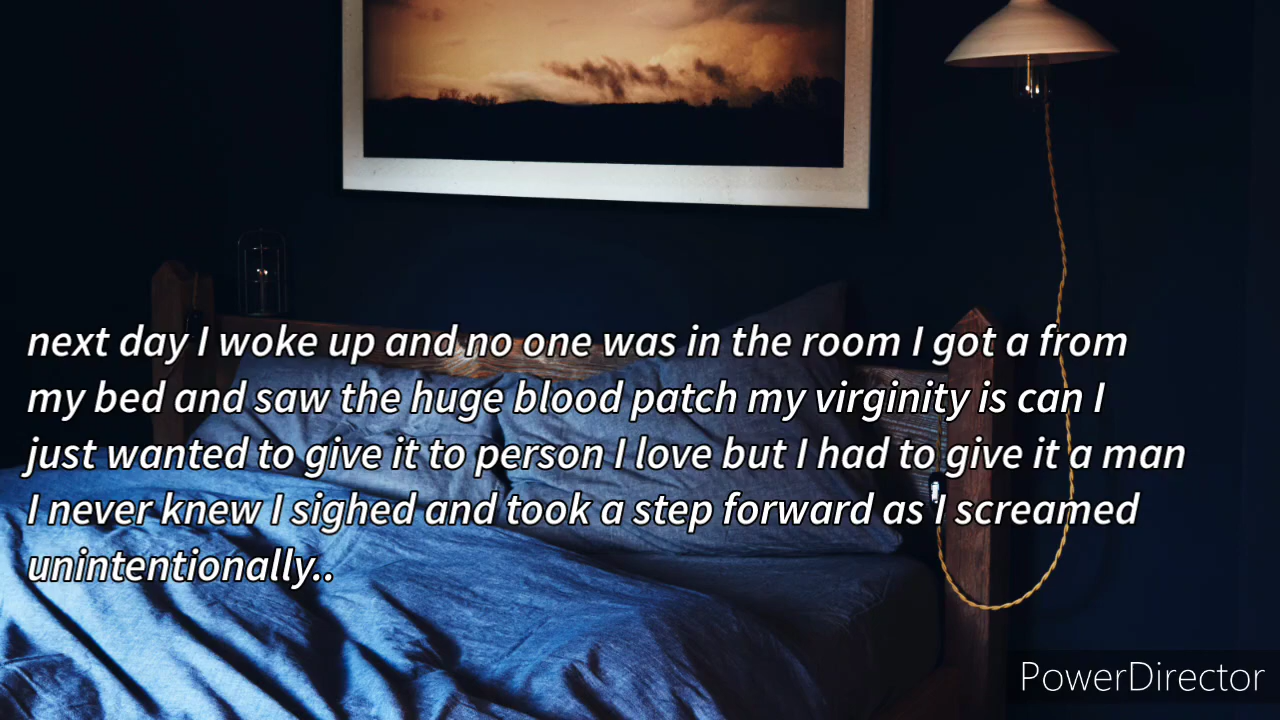 next day I woke up and no one was in the room I got a from
my bed and saw the huge blood patch my virginity is can I
just wanted to give it to person I love but I had to give it a man
I never knew I sighed and took a step forward as I screamed
unintentionally..
PowerDirector